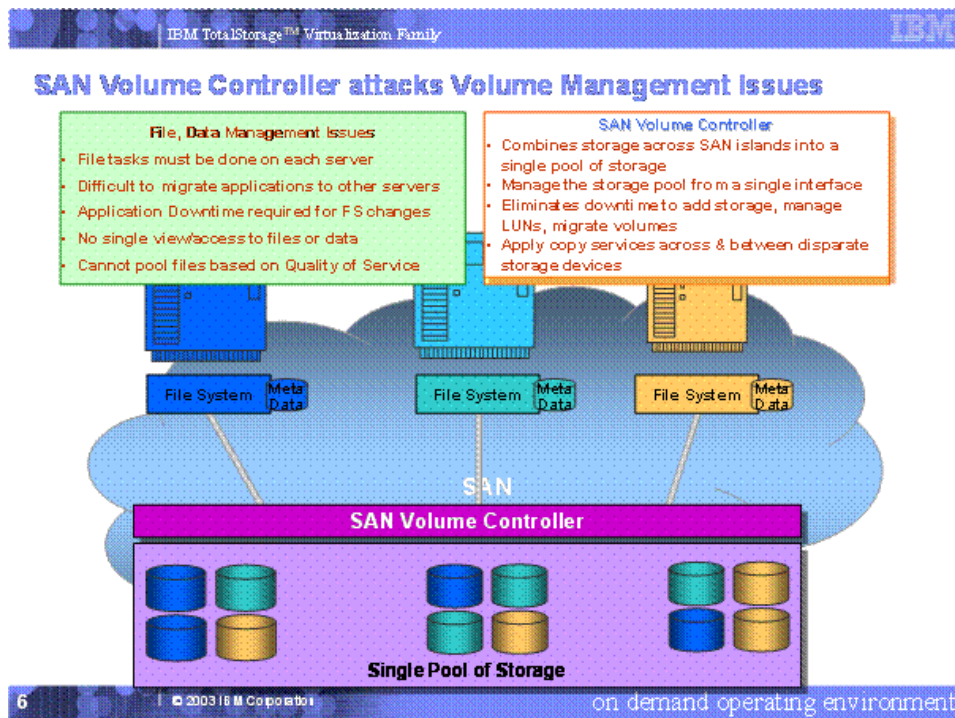 IBM TotalStorage™ Virtualization Family
IBM
SAN Volume Controller attacks Volume Management Issues
File, Data Management Issues
• File tasks must be done on each server
• Difficult to migrate applications to other servers
• Application Downtime required for FS changes
• No single view/access to files or data
• Cannot pool files based on Quality of Service
SAN Volume Controller
• Combines storage across SAN islands into a
single pool of storage
• Manage the storage pool from a single interface
• Eliminates downtime to add storage, manage
LUNs, migrate volumes
• Apply copy services across & between disparate
storage devices
File System
Meta
Data
File System
Meta
Data
File System
Meta
Data
SAN
SAN Volume Controller
Single Pool of Storage
6
© 2003 IBM Corporation
on demand operating environment